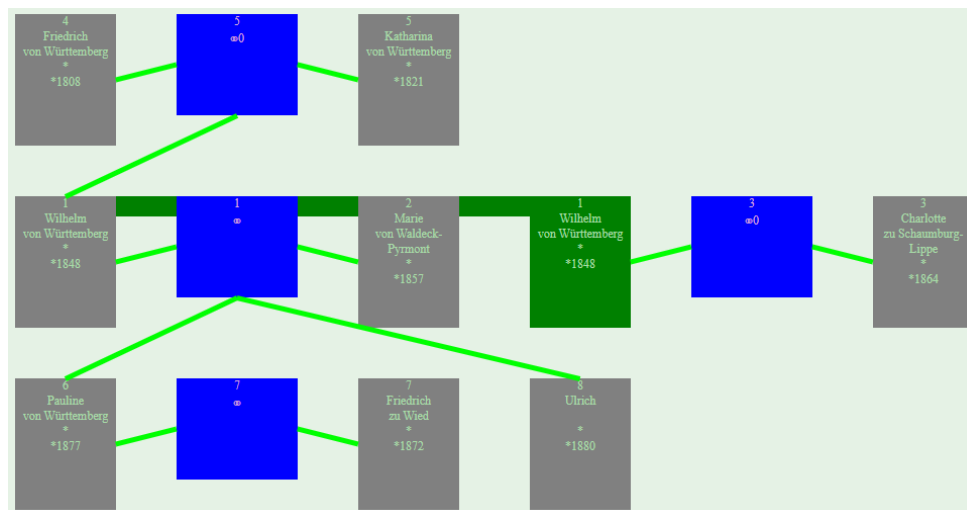 4
Friedrich
von Württemberg
*
*1808
5
⚭0
5
Katharina
von Württemberg
*
*1821
1
Wilhelm
von Württemberg
*
*1848
1
⚭
2
Marie
von Waldeck-
Pyrmont
*
*1857
1
Wilhelm
von Württemberg
*
*1848
3
⚭0
3
Charlotte
zu Schaumburg-
Lippe
*
*1864
6
Pauline
von Württemberg
*
*1877
7
⚭
7
Friedrich
zu Wied
*
*1872
8
Ulrich
*
*1880